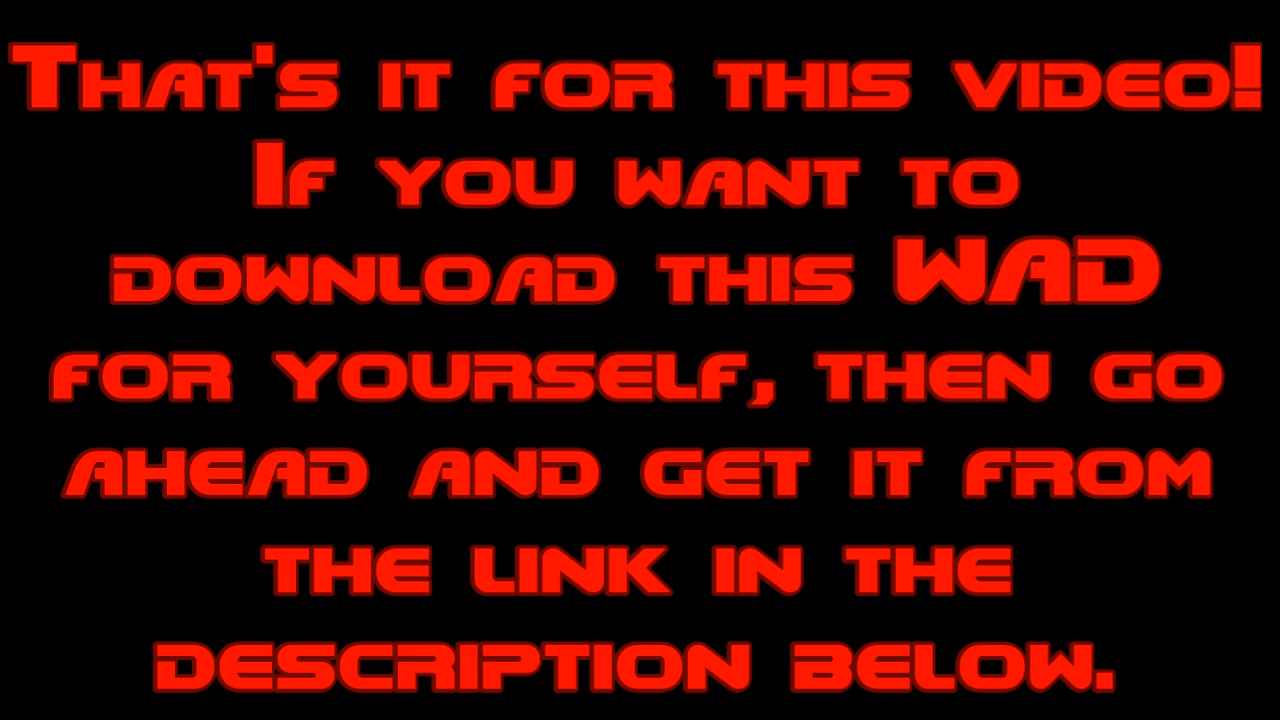 That's it for this video!
If you want to
download this WAD
for yourself, then go
ahead and get it from
the link in the
description below.